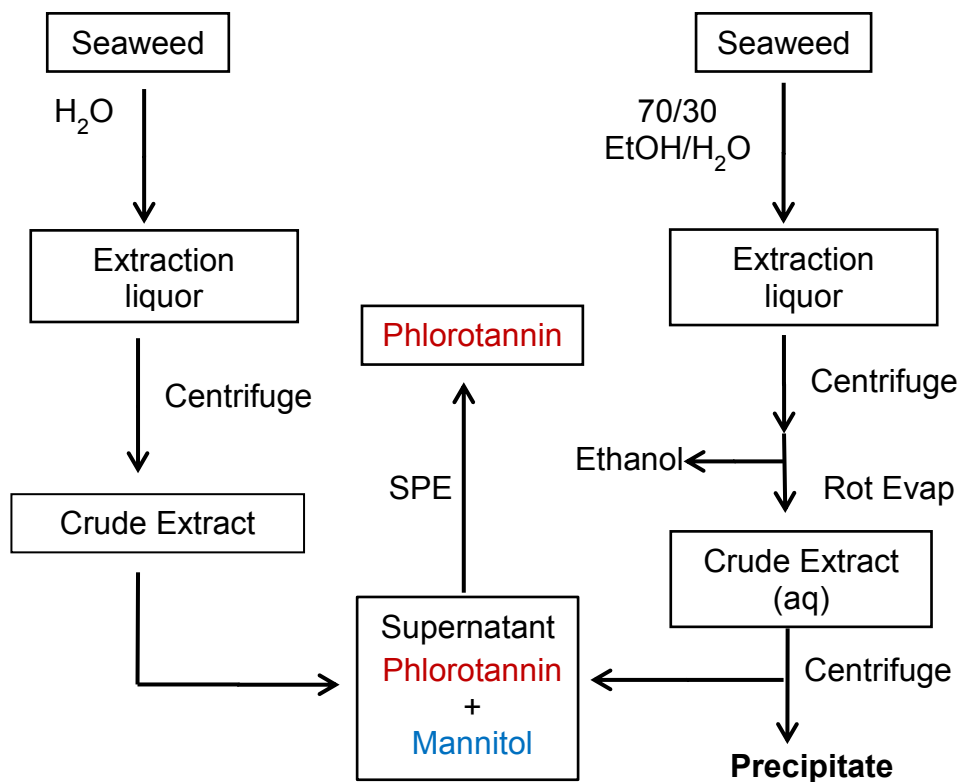 Seaweed
H₂O
Extraction
liquor
Centrifuge
Crude Extract
Phlorotannin
SPE
Supernatant
Phlorotannin
+
Mannitol
Seaweed
70/30
EtOH/H₂O
Extraction
liquor
Centrifuge
Ethanol
Rot Evap
Crude Extract
(aq)
Centrifuge
Precipitate